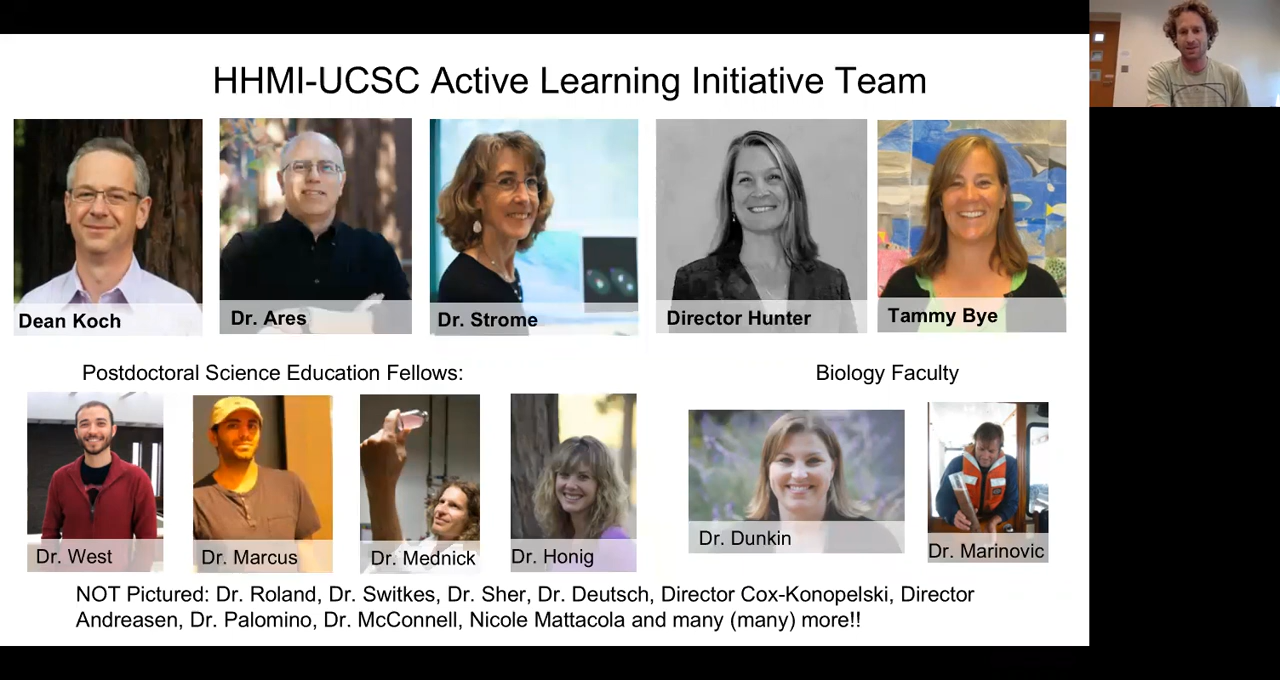 HHMI-UCSC Active Learning Initiative Team
Dean Koch
Dr. Ares
Dr. Strome
Director Hunter
Tammy Bye
Postdoctoral Science Education Fellows:
Biology Faculty
Dr. West
Dr. Marcus
Dr. Mednick
Dr. Honig
Dr. Dunkin
Dr. Marinovic
NOT Pictured: Dr. Roland, Dr. Switkes, Dr. Sher, Dr. Deutsch, Director Cox-Konopelski, Director
Andreasen, Dr. Palomino, Dr. McConnell, Nicole Mattacola and many (many) more!!